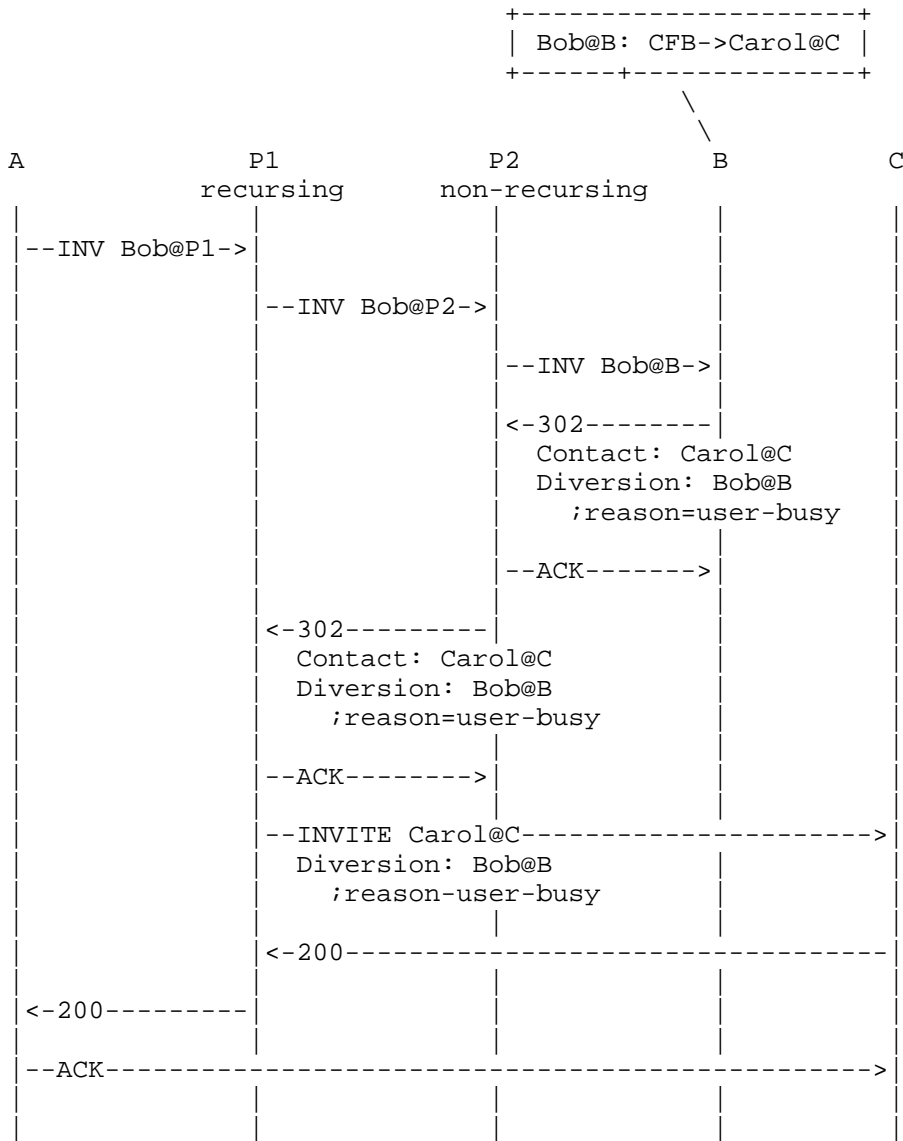 Bob@B: CFB->Carol@C
A P1 P2 B C
recursing non-recursing
--INV Bob@P1->
--INV Bob@P2->
--INV Bob@B->
<-302--------
Contact: Carol@C
Diversion: Bob@B
;reason=user-busy
--ACK------->
<-302---------
Contact: Carol@C
Diversion: Bob@B
;reason=user-busy
--ACK-------->
--INVITE Carol@C---------------------->
Diversion: Bob@B
;reason-user-busy
<-200----------------------------------
<-200---------
--ACK------------------------------------------------>